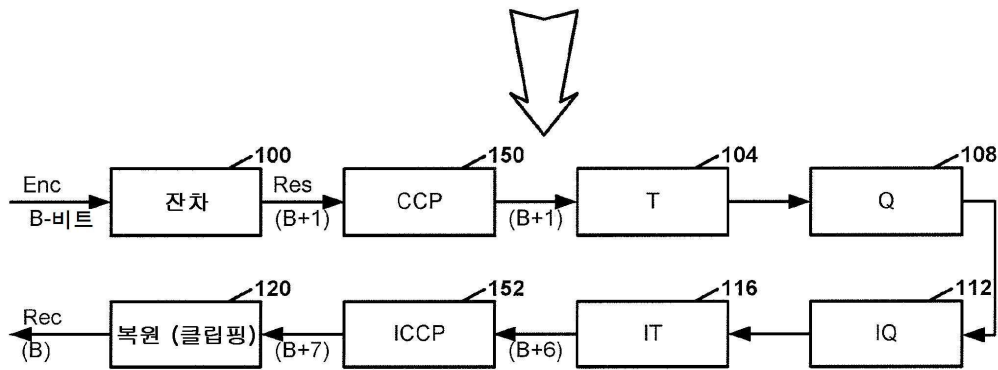 100
150
104
108
Enc
B-비트
잔차
Res
(B+1)
CCP
(B+1)
T
Q
120
152
116
112
Rec
(B)
복원 (클립핑)
(B+7)
ICCP
(B+6)
IT
IQ